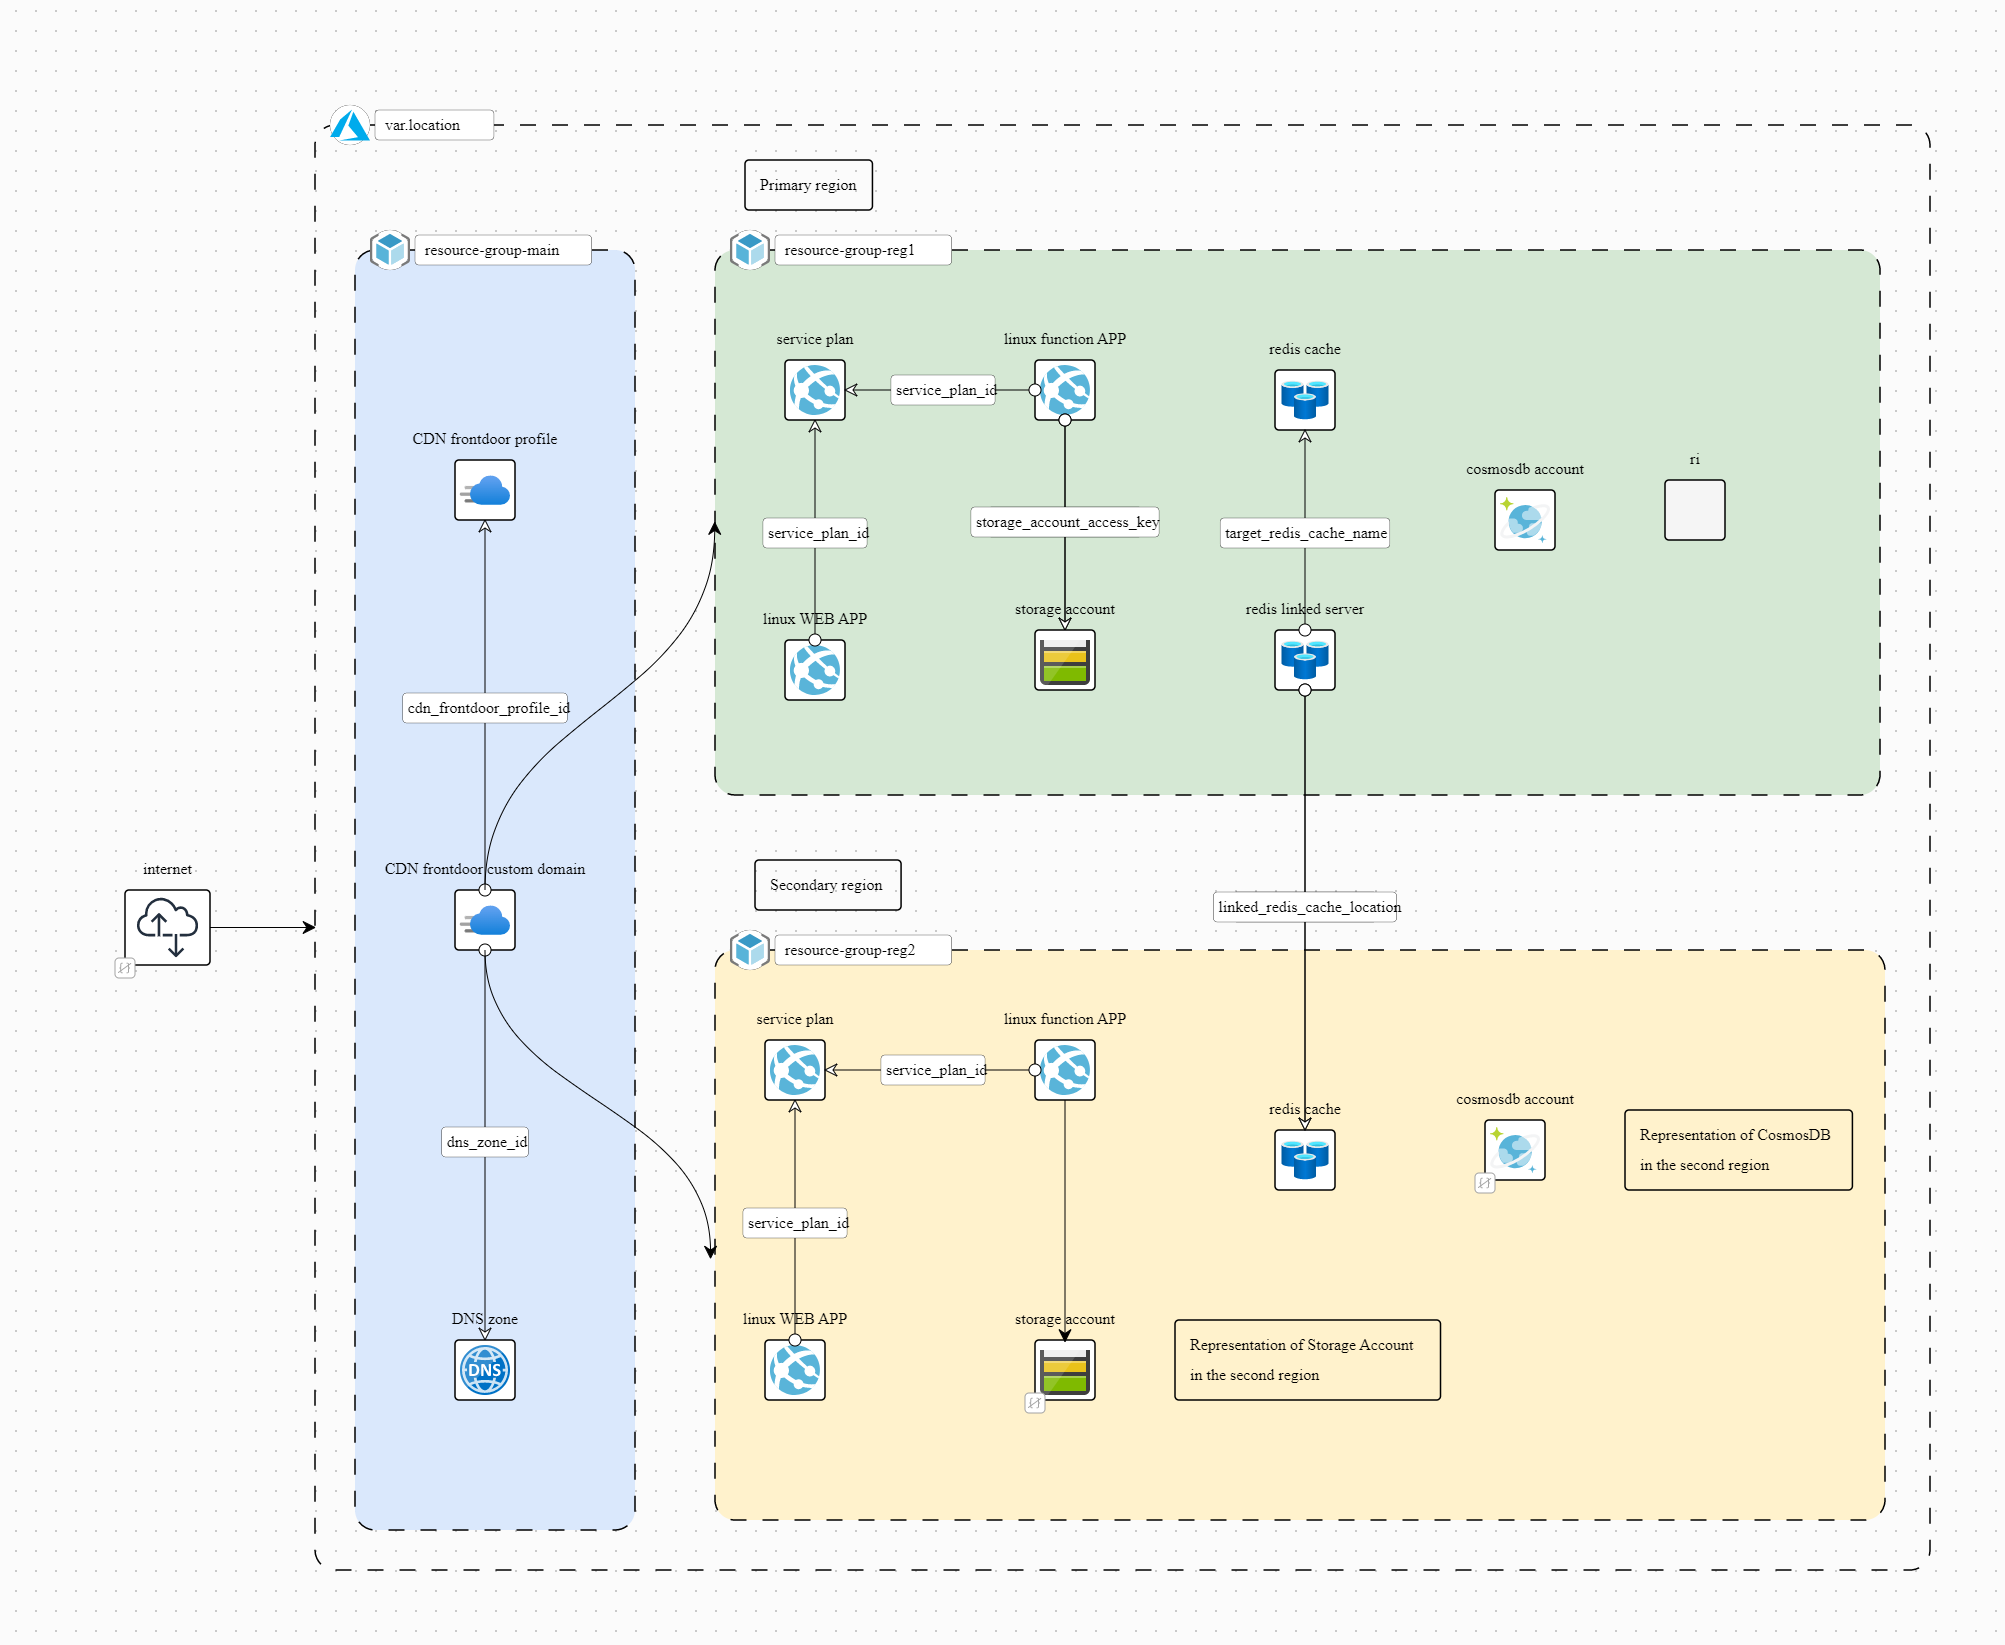 var.location
Primary region
resource-group-main
resource-group-reg1
service plan
linux function APP
redis cache
service_plan_id
CDN frontdoor profile
cosmosdb account
ri
service_plan_id
storage_account_access_key
target_redis_cache_name
linux WEB APP
storage account
redis linked server
cdn_frontdoor_profile_id
internet
CDN frontdoor custom domain
Secondary region
linked_redis_cache_location
resource-group-reg2
service plan
linux function APP
service_plan_id
redis cache
cosmosdb account
Representation of CosmosDB
in the second region
dns_zone_id
service_plan_id
DNS zone
linux WEB APP
storage account
Representation of Storage Account
in the second region
DNS